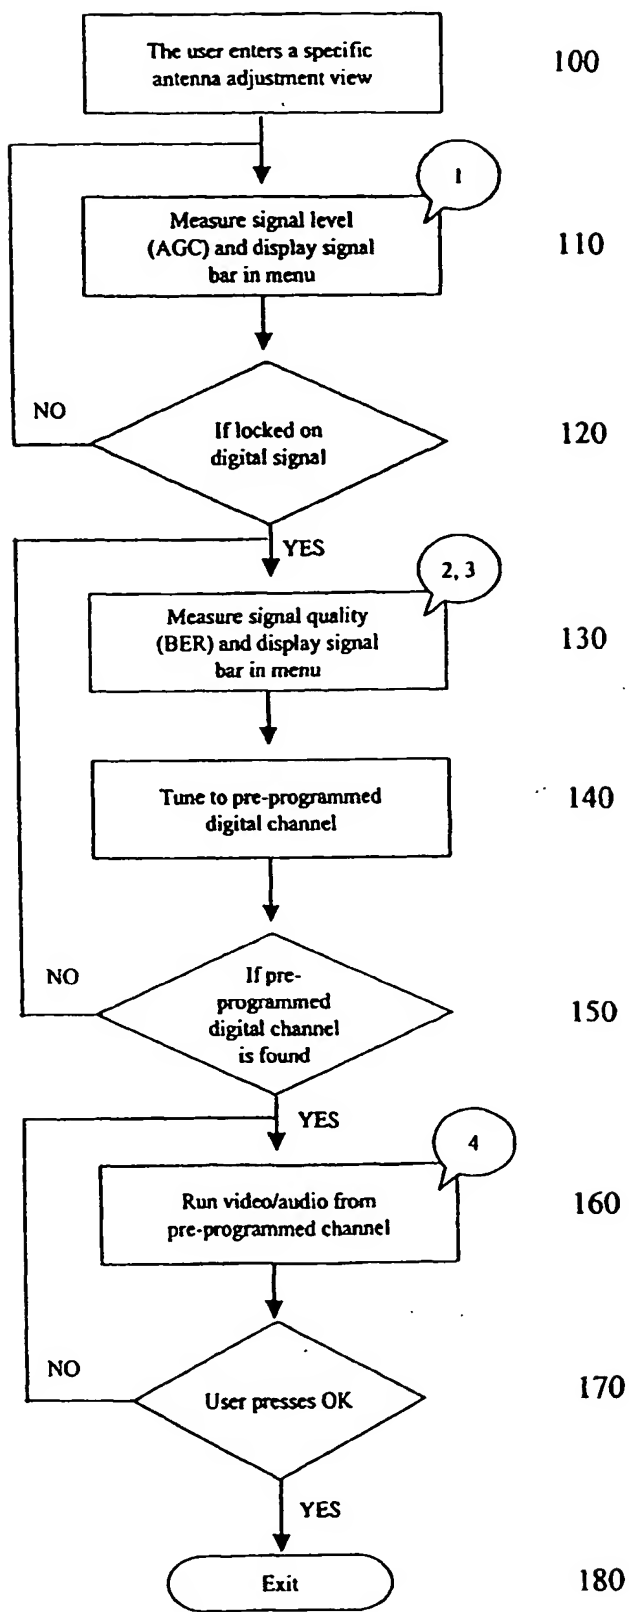 The user enters a specific
antenna adjustment view
100
1
Measure signal level
(AGC) and display signal
bar in menu
110
NO
If locked on
digital signal
120
YES
2, 3
Measure signal quality
(BER) and display signal
bar in menu
130
Tune to pre-programmed
digital channel
140
NO
If pre-
programmed
digital channel
is found
150
YES
4
Run video/audio from
pre-programmed channel
160
NO
User presses OK
170
YES
Exit
180